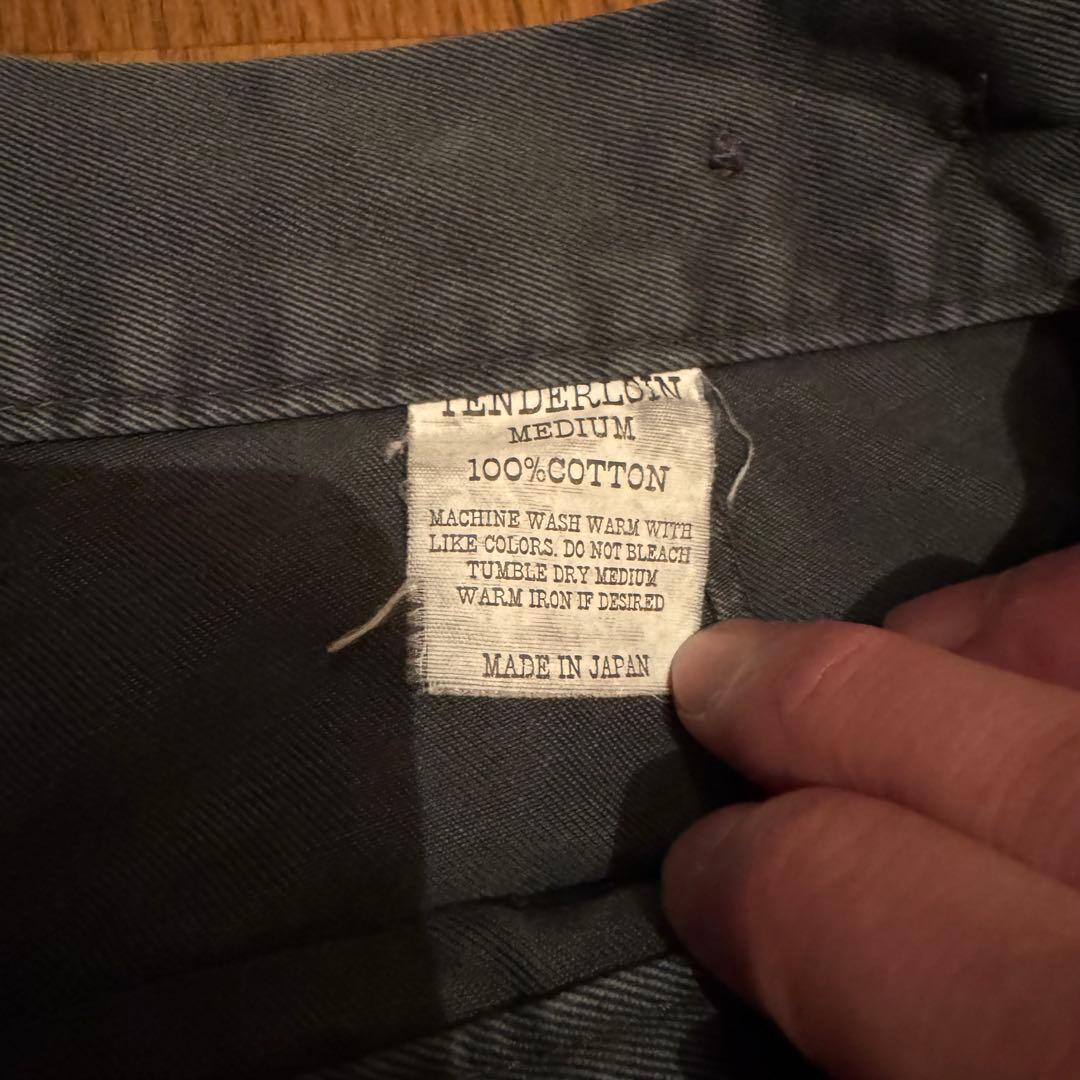 TENDERLOIN
MEDIUM
100%COTTON
MACHINE WASH WARM WITH
LIKE COLORS. DO NOT BLEACH
TUMBLE DRY MEDIUM
WARM IRON IF DESIRED
MADE IN JAPAN